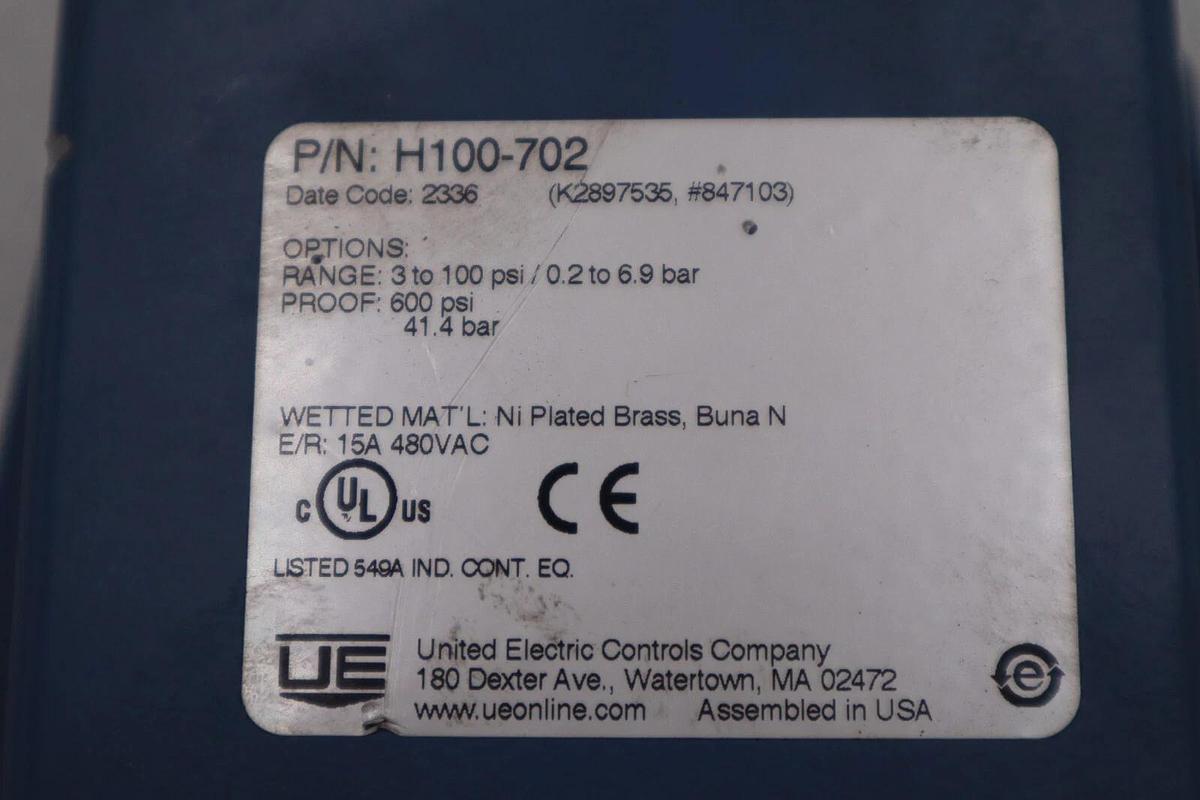 P/N: H100-702
Date Code: 2336 (K2897535, #847103)
OPTIONS:
RANGE: 3 to 100 psi / 0.2 to 6.9 bar
PROOF: 600 psi
41.4 bar
WETTED MAT'L: Ni Plated Brass, Buna N
E/R: 15A 480VAC
C UL US CE
LISTED 549A IND. CONT. EQ.
UE United Electric Controls Company
180 Dexter Ave., Watertown, MA 02472
www.ueonline.com Assembled in USA
e